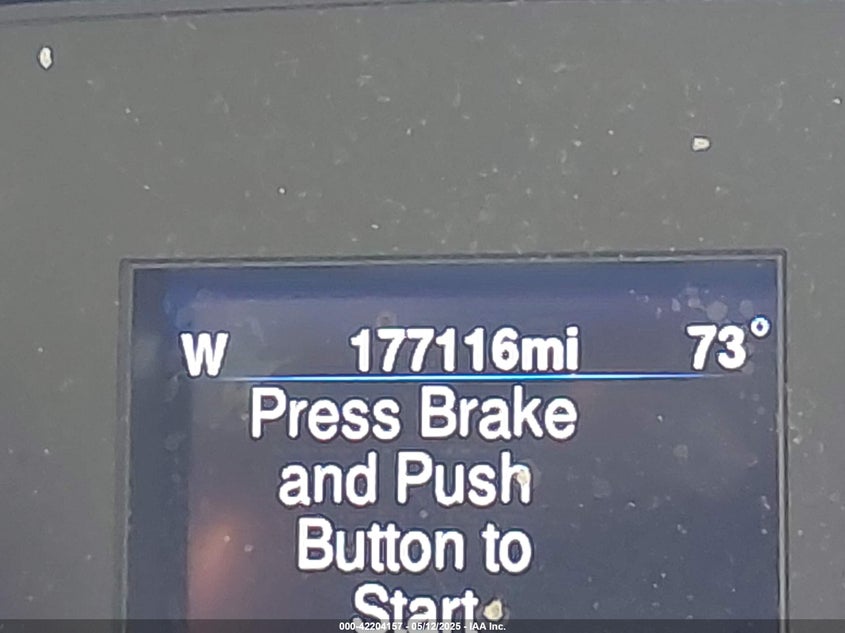 W 177116mi 73°
Press Brake
and Push
Button to
Start
000-42204157 - 05/12/2025 - IAA Inc.